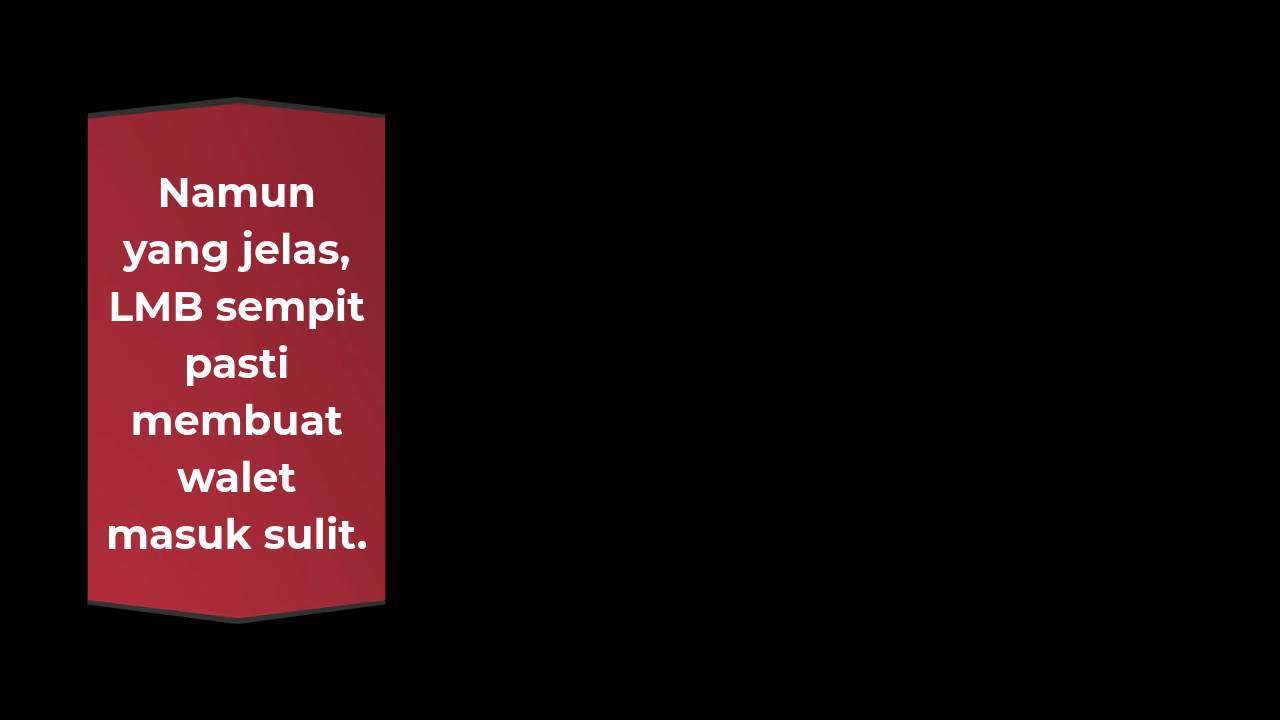 Namun
yang jelas,
LMB sempit
pasti
membuat
walet
masuk sulit.